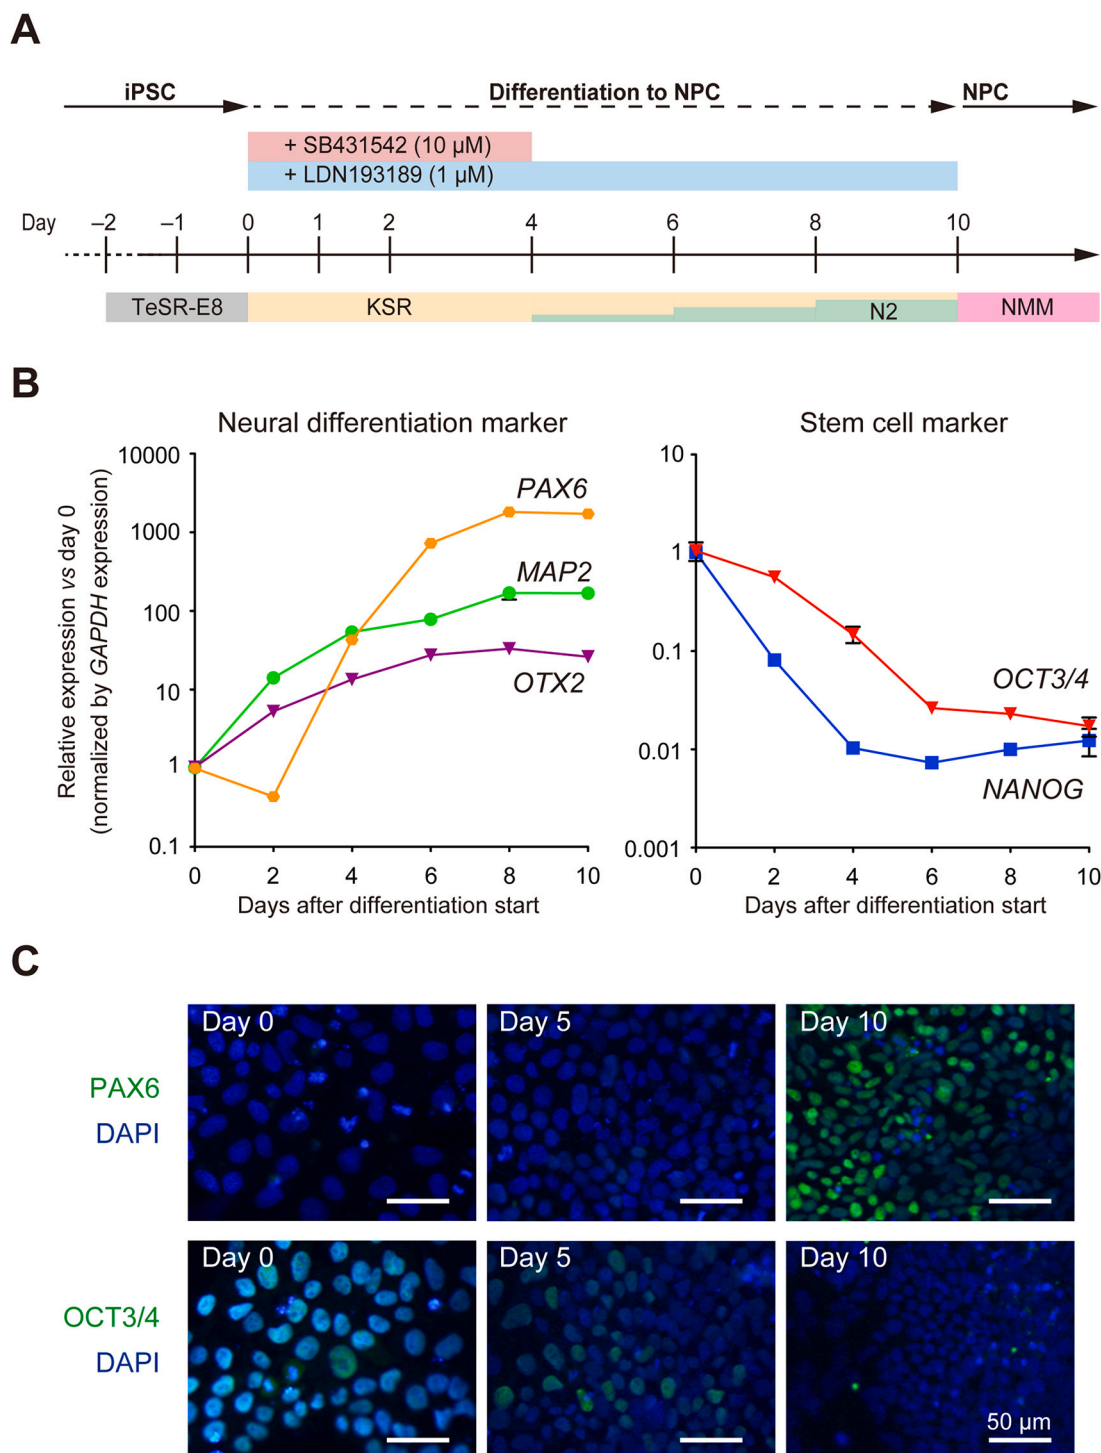 A
iPSC
Differentiation to NPC
NPC
+ SB431542 (10 µM)
+ LDN193189 (1 µM)
Day –2 –1 0 1 2 4 6 8 10
TeSR-E8 KSR N2 NMM
B
Neural differentiation marker
Relative expression vs day 0
(normalized by GAPDH expression)
10000
1000
100
10
1
0.1
PAX6
MAP2
OTX2
0 2 4 6 8 10
Days after differentiation start
Stem cell marker
10
1
0.1
0.01
0.001
OCT3/4
NANOG
0 2 4 6 8 10
Days after differentiation start
C
PAX6
DAPI
Day 0
Day 5
Day 10
OCT3/4
DAPI
Day 0
Day 5
Day 10
50 µm